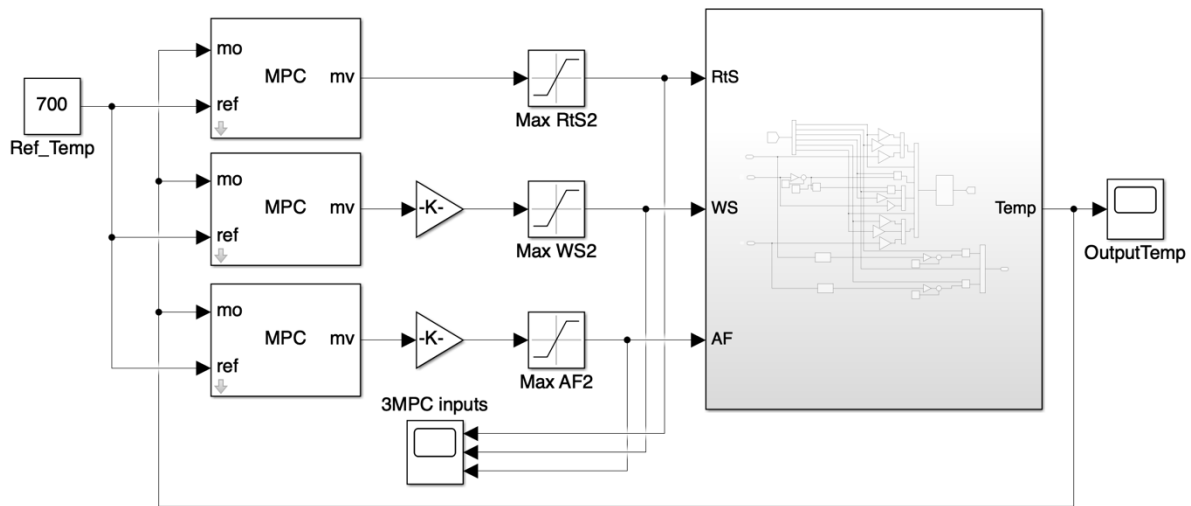 mo
MPC
mv
ref
700
Ref_Temp
Max RtS2
RtS
mo
MPC
mv
-K-
ref
Max WS2
WS
Temp
OutputTemp
mo
MPC
mv
-K-
ref
Max AF2
AF
3MPC inputs